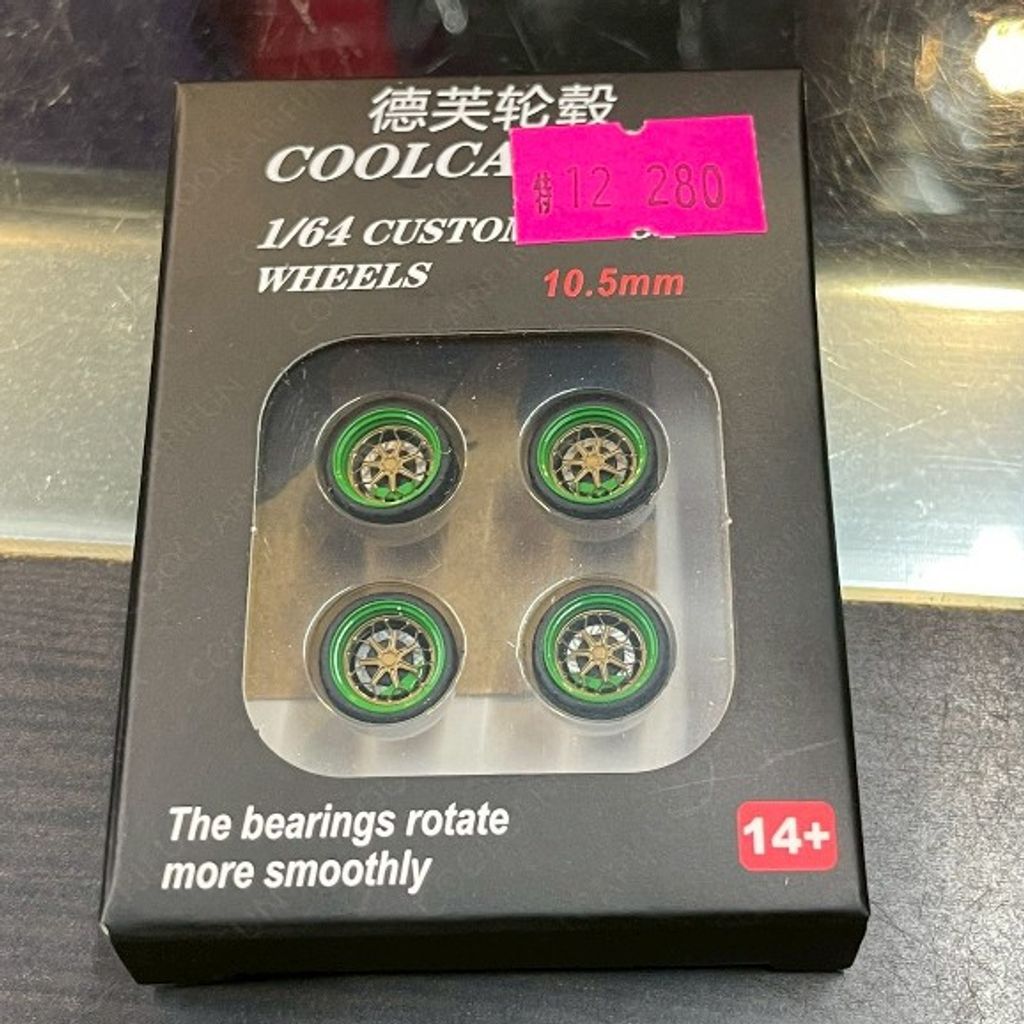 德芙轮毂
COOLCA
特12 280
1/64 CUSTOM
WHEELS
10.5mm
The bearings rotate
more smoothly
14+